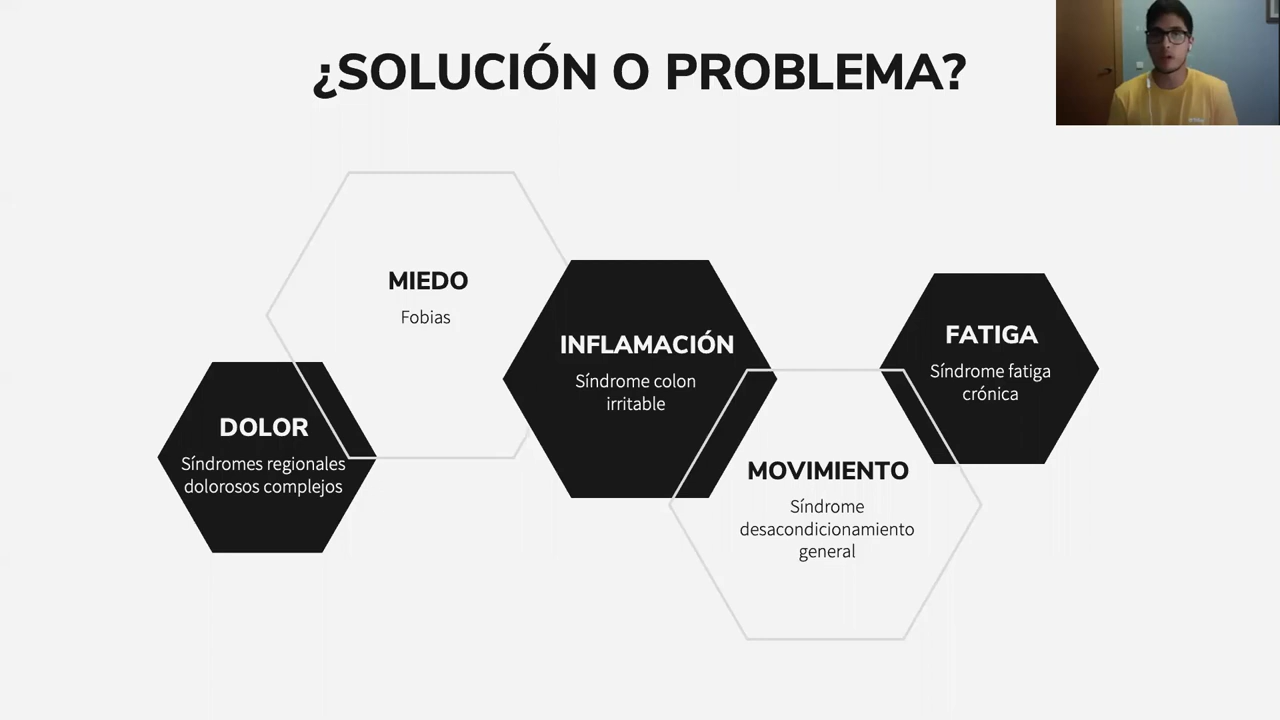 ¿SOLUCIÓN O PROBLEMA?
MIEDO
Fobias
INFLAMACIÓN
Síndrome colon
irritable
FATIGA
Síndrome fatiga
crónica
DOLOR
Síndromes regionales
dolorosos complejos
MOVIMIENTO
Síndrome
desacondicionamiento
general